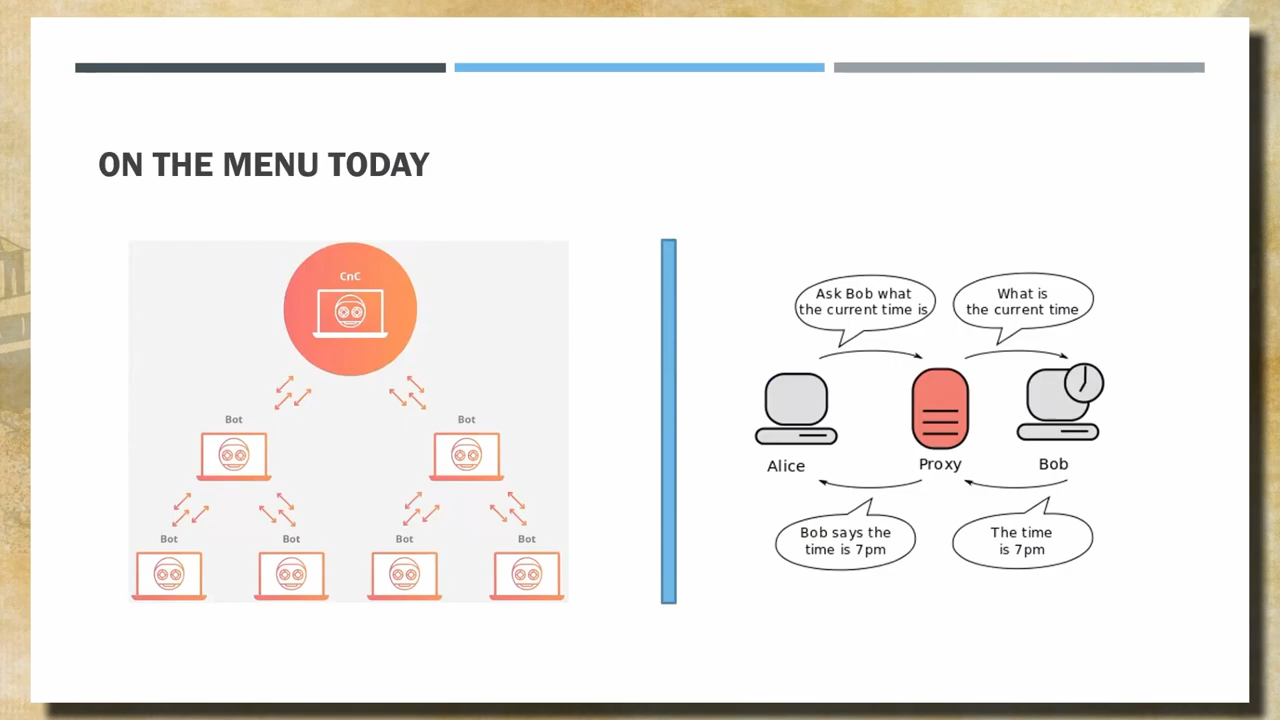 ON THE MENU TODAY
CnC
Bot
Bot
Bot
Bot
Bot
Bot
Ask Bob what
the current time is
What is
the current time
Alice
Proxy
Bob
Bob says the
time is 7pm
The time
is 7pm